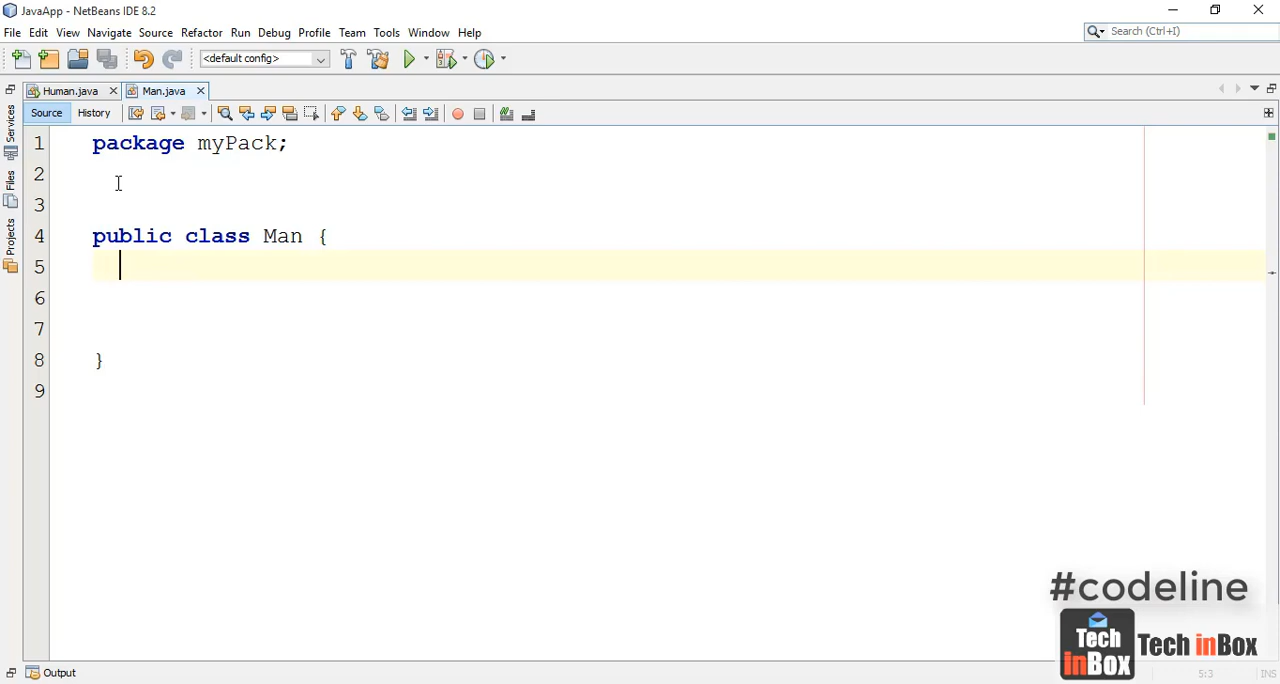 JavaApp - NetBeans IDE 8.2
File Edit View Navigate Source Refactor Run Debug Profile Team Tools Window Help
Search (Ctrl+I)
<default config>
Human.java Man.java
Source History
Services
Files
Projects
1 package myPack;
2
3
4 public class Man {
5
6
7
8 }
9
#codeline
Tech inBox Tech inBox
Output
5:3 INS